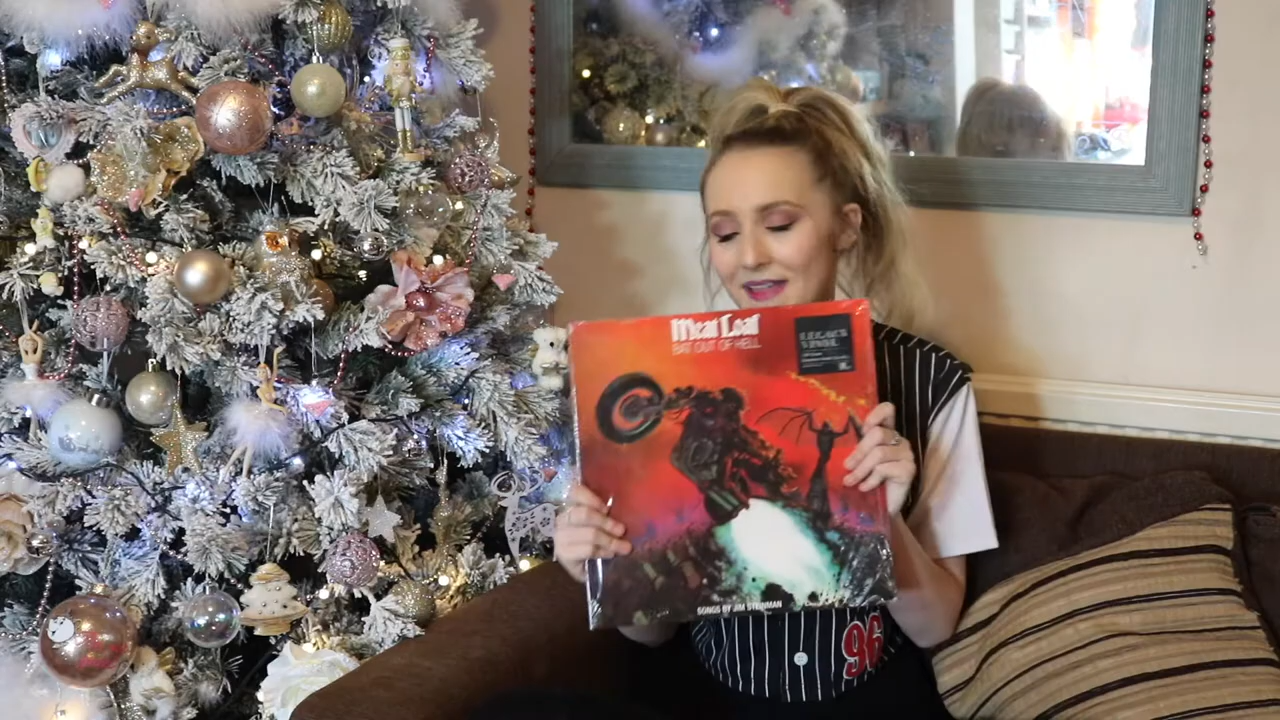 Meat Loaf
BAT OUT OF HELL
LEGACY
VINYL
SONGS BY JIM STEINMAN
96